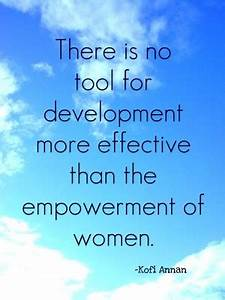 There is no
tool for
development
more effective
than the
empowerment of
women.
-Kofi Annan